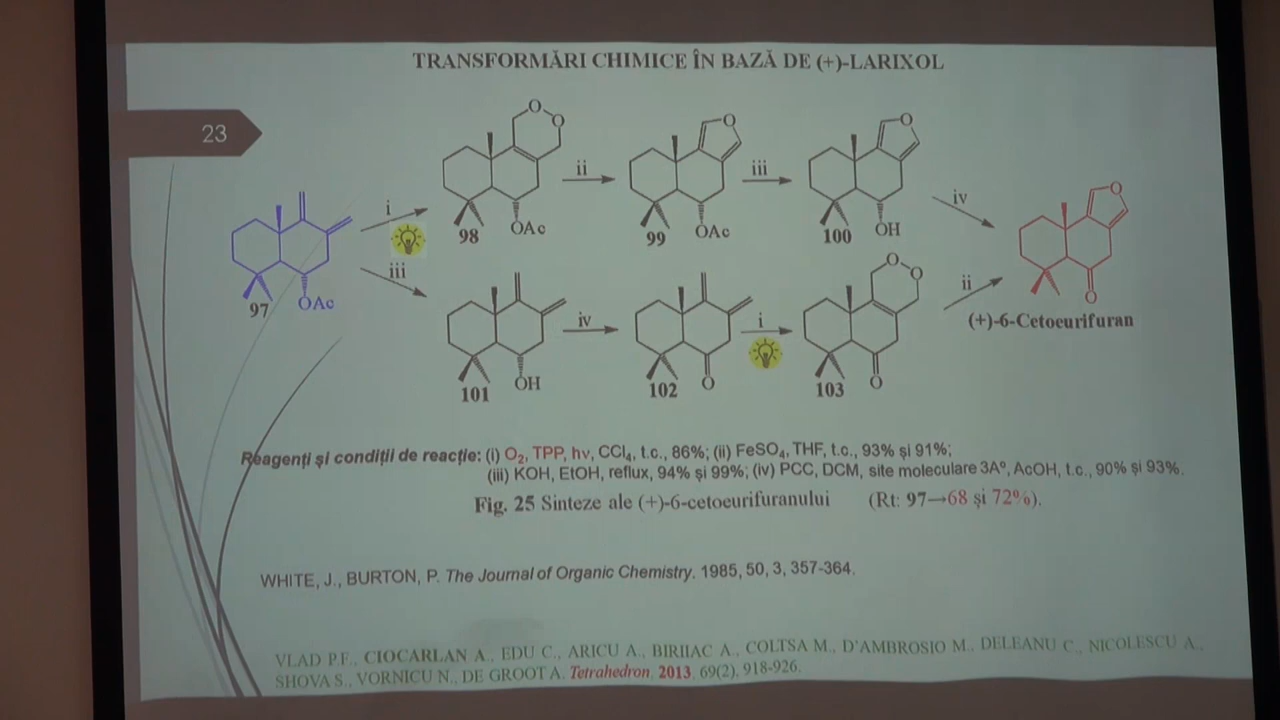 TRANSFORMĂRI CHIMICE ÎN BAZĂ DE (+)-LARIXOL
23
O
O
98
OAc
ii
O
99
OAc
iii
O
100
OH
iv
i
97
OAc
iii
O
O
(+)-6-Cetoeurifuran
101
OH
iv
102
O
i
O
O
103
O
ii
Reagenți și condiții de reacție: (i) O2, TPP, hν, CCl4, t.c., 86%; (ii) FeSO4, THF, t.c., 93% și 91%;
(iii) KOH, EtOH, reflux, 94% și 99%; (iv) PCC, DCM, site moleculare 3Aº, AcOH, t.c., 90% și 93%.
Fig. 25 Sinteze ale (+)-6-cetoeurifuranului (Rt: 97→68 și 72%).
WHITE, J., BURTON, P. The Journal of Organic Chemistry. 1985, 50, 3, 357-364.
VLAD P.F., CIOCARLAN A., EDU C., ARICU A., BIRIIAC A., COLTSA M., D'AMBROSIO M., DELEANU C., NICOLESCU A.,
SHOVA S., VORNICU N., DE GROOT A. Tetrahedron, 2013, 69(2), 918-926.